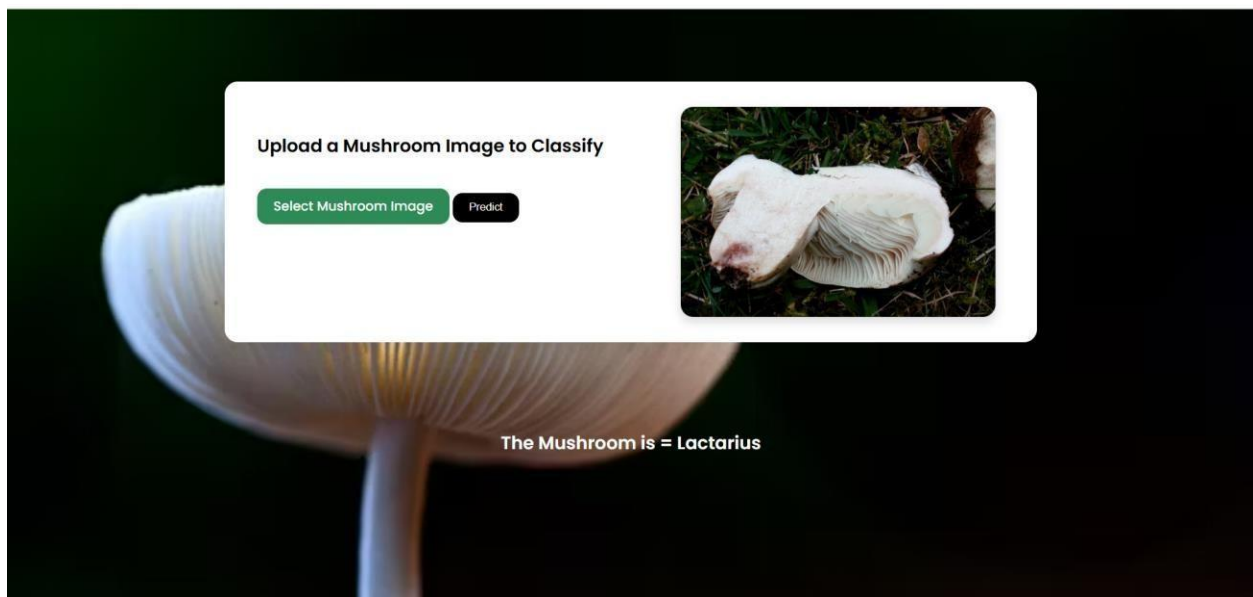 Upload a Mushroom Image to Classify
Select Mushroom Image Predict
The Mushroom is = Lactarius